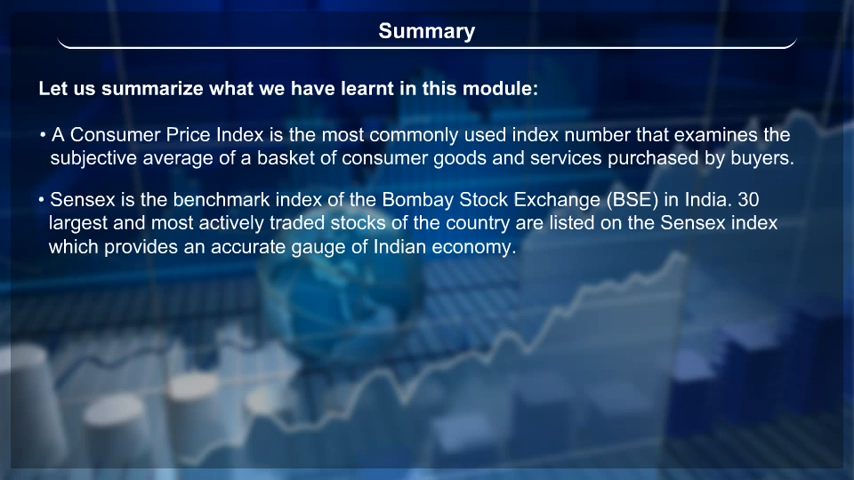 Summary
Let us summarize what we have learnt in this module:
• A Consumer Price Index is the most commonly used index number that examines the
subjective average of a basket of consumer goods and services purchased by buyers.
• Sensex is the benchmark index of the Bombay Stock Exchange (BSE) in India. 30
largest and most actively traded stocks of the country are listed on the Sensex index
which provides an accurate gauge of Indian economy.